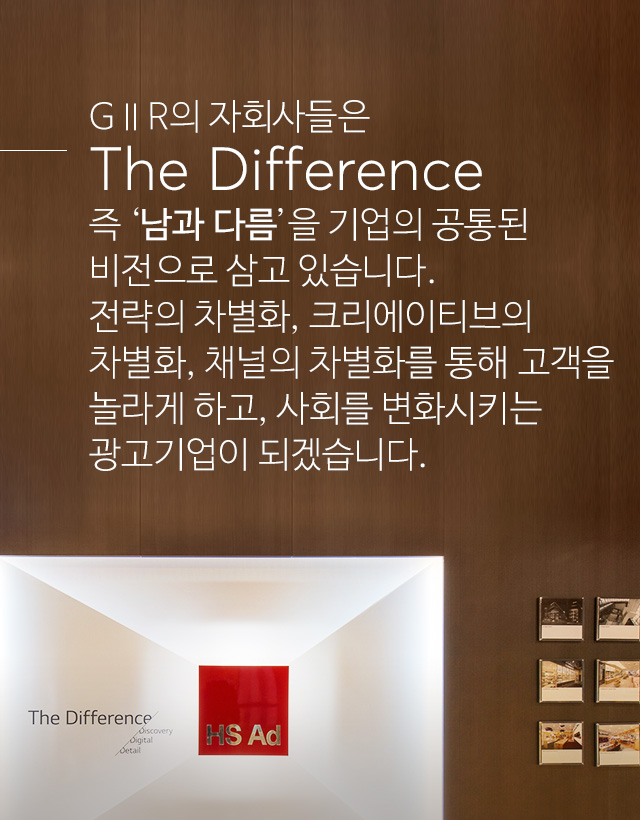 G II R의 자회사들은
The Difference
즉 ‘남과 다름’을 기업의 공통된
비전으로 삼고 있습니다.
전략의 차별화, 크리에이티브의
차별화, 채널의 차별화를 통해 고객을
놀라게 하고, 사회를 변화시키는
광고기업이 되겠습니다.
The Difference
Discovery
Digital
Detail
HS Ad